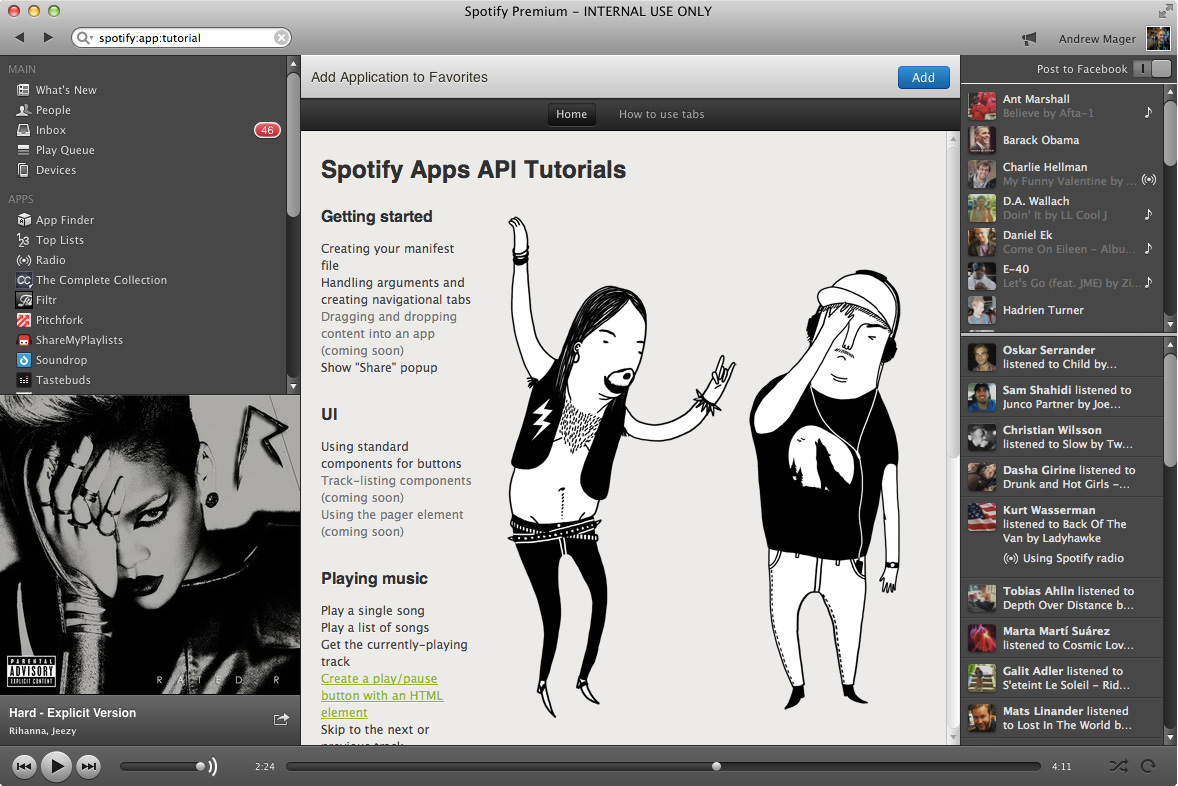 Spotify Premium – INTERNAL USE ONLY
spotify:app:tutorial
Andrew Mager
MAIN
What's New
People
Inbox
46
Play Queue
Devices
APPS
App Finder
Top Lists
Radio
The Complete Collection
Filtr
Pitchfork
ShareMyPlaylists
Soundrop
Tastebuds
R
PARENTAL
ADVISORY
EXPLICIT CONTENT
RATED R
Hard - Explicit Version
Rihanna, Jeezy
Add Application to Favorites
Add
Home
How to use tabs
Spotify Apps API Tutorials
Getting started
Creating your manifest
file
Handling arguments and
creating navigational tabs
Dragging and dropping
content into an app
(coming soon)
Show "Share" popup
UI
Using standard
components for buttons
Track-listing components
(coming soon)
Using the pager element
(coming soon)
Playing music
Play a single song
Play a list of songs
Get the currently-playing
track
Create a play/pause
button with an HTML
element
Skip to the next or
previous track
Post to Facebook
Ant Marshall
Believe by Afta-1
Barack Obama
Charlie Hellman
My Funny Valentine by ...
D.A. Wallach
Doin' It by LL Cool J
Daniel Ek
Come On Eileen – Albu...
E-40
Let's Go (feat. JME) by Zi...
Hadrien Turner
Oskar Serrander
listened to Child by...
Sam Shahidi listened to
Junco Partner by Joe...
Christian Wilsson
listened to Slow by Tw...
Dasha Girine listened to
Drunk and Hot Girls –...
Kurt Wasserman
listened to Back Of The
Van by Ladyhawke
Using Spotify radio
Tobias Ahlin listened to
Depth Over Distance b...
Marta Martí Suárez
listened to Cosmic Lov...
Galit Adler listened to
S'eteint Le Soleil – Rid...
Mats Linander listened
to Lost In The World b...
2:24
4:11